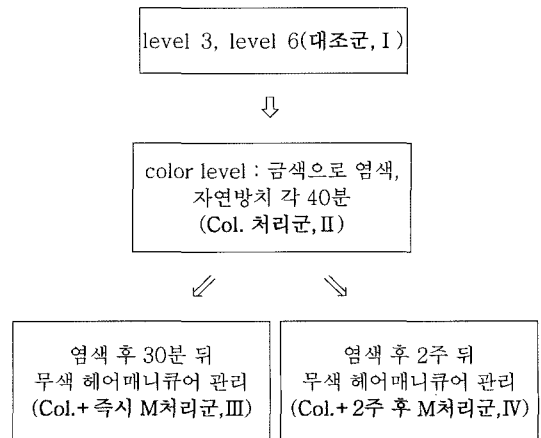 level 3, level 6(대조군, I )
color level : 금색으로 염색,
자연방치 각 40분
(Col. 처리군,II)
염색 후 30분 뒤
무색 헤어매니큐어 관리
(Col.+ 즉시 M처리군,III)
염색 후 2주 뒤
무색 헤어매니큐어 관리
(Col.+2주 후 M처리군,IV)